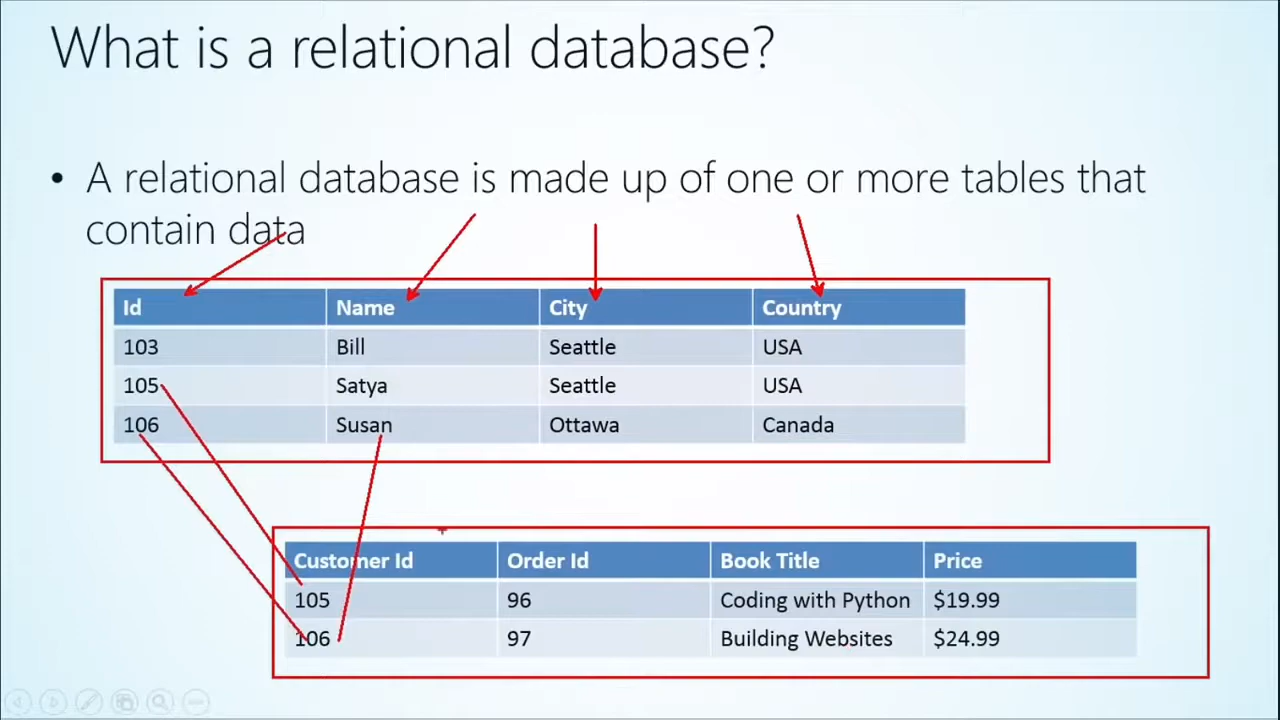 What is a relational database?
• A relational database is made up of one or more tables that
contain data
Id Name City Country
103 Bill Seattle USA
105 Satya Seattle USA
106 Susan Ottawa Canada
Customer Id Order Id Book Title Price
105 96 Coding with Python $19.99
106 97 Building Websites $24.99